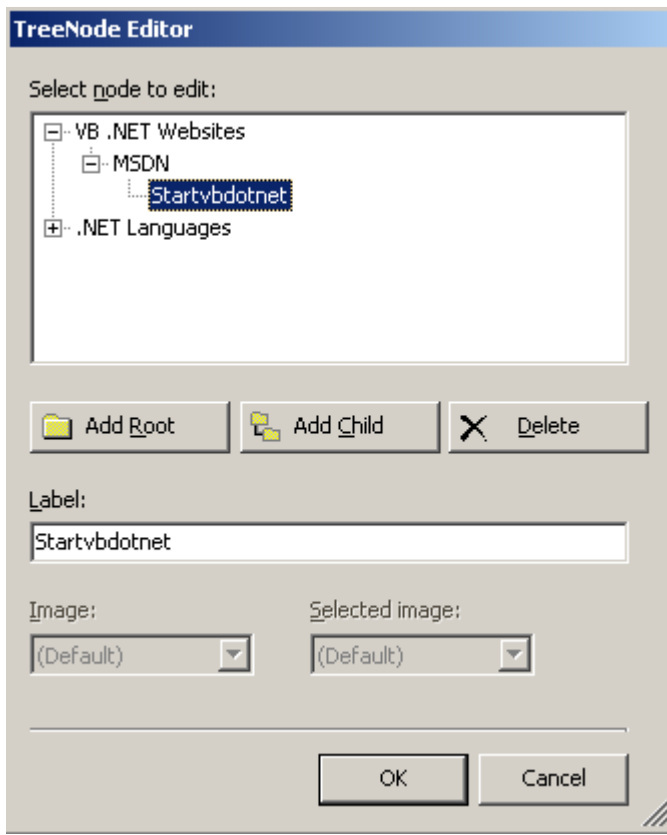 TreeNode Editor
Select node to edit:
VB .NET Websites
MSDN
Startvbdotnet
.NET Languages
Add Root Add Child Delete
Label:
Startvbdotnet
Image: Selected image:
(Default) (Default)
OK Cancel